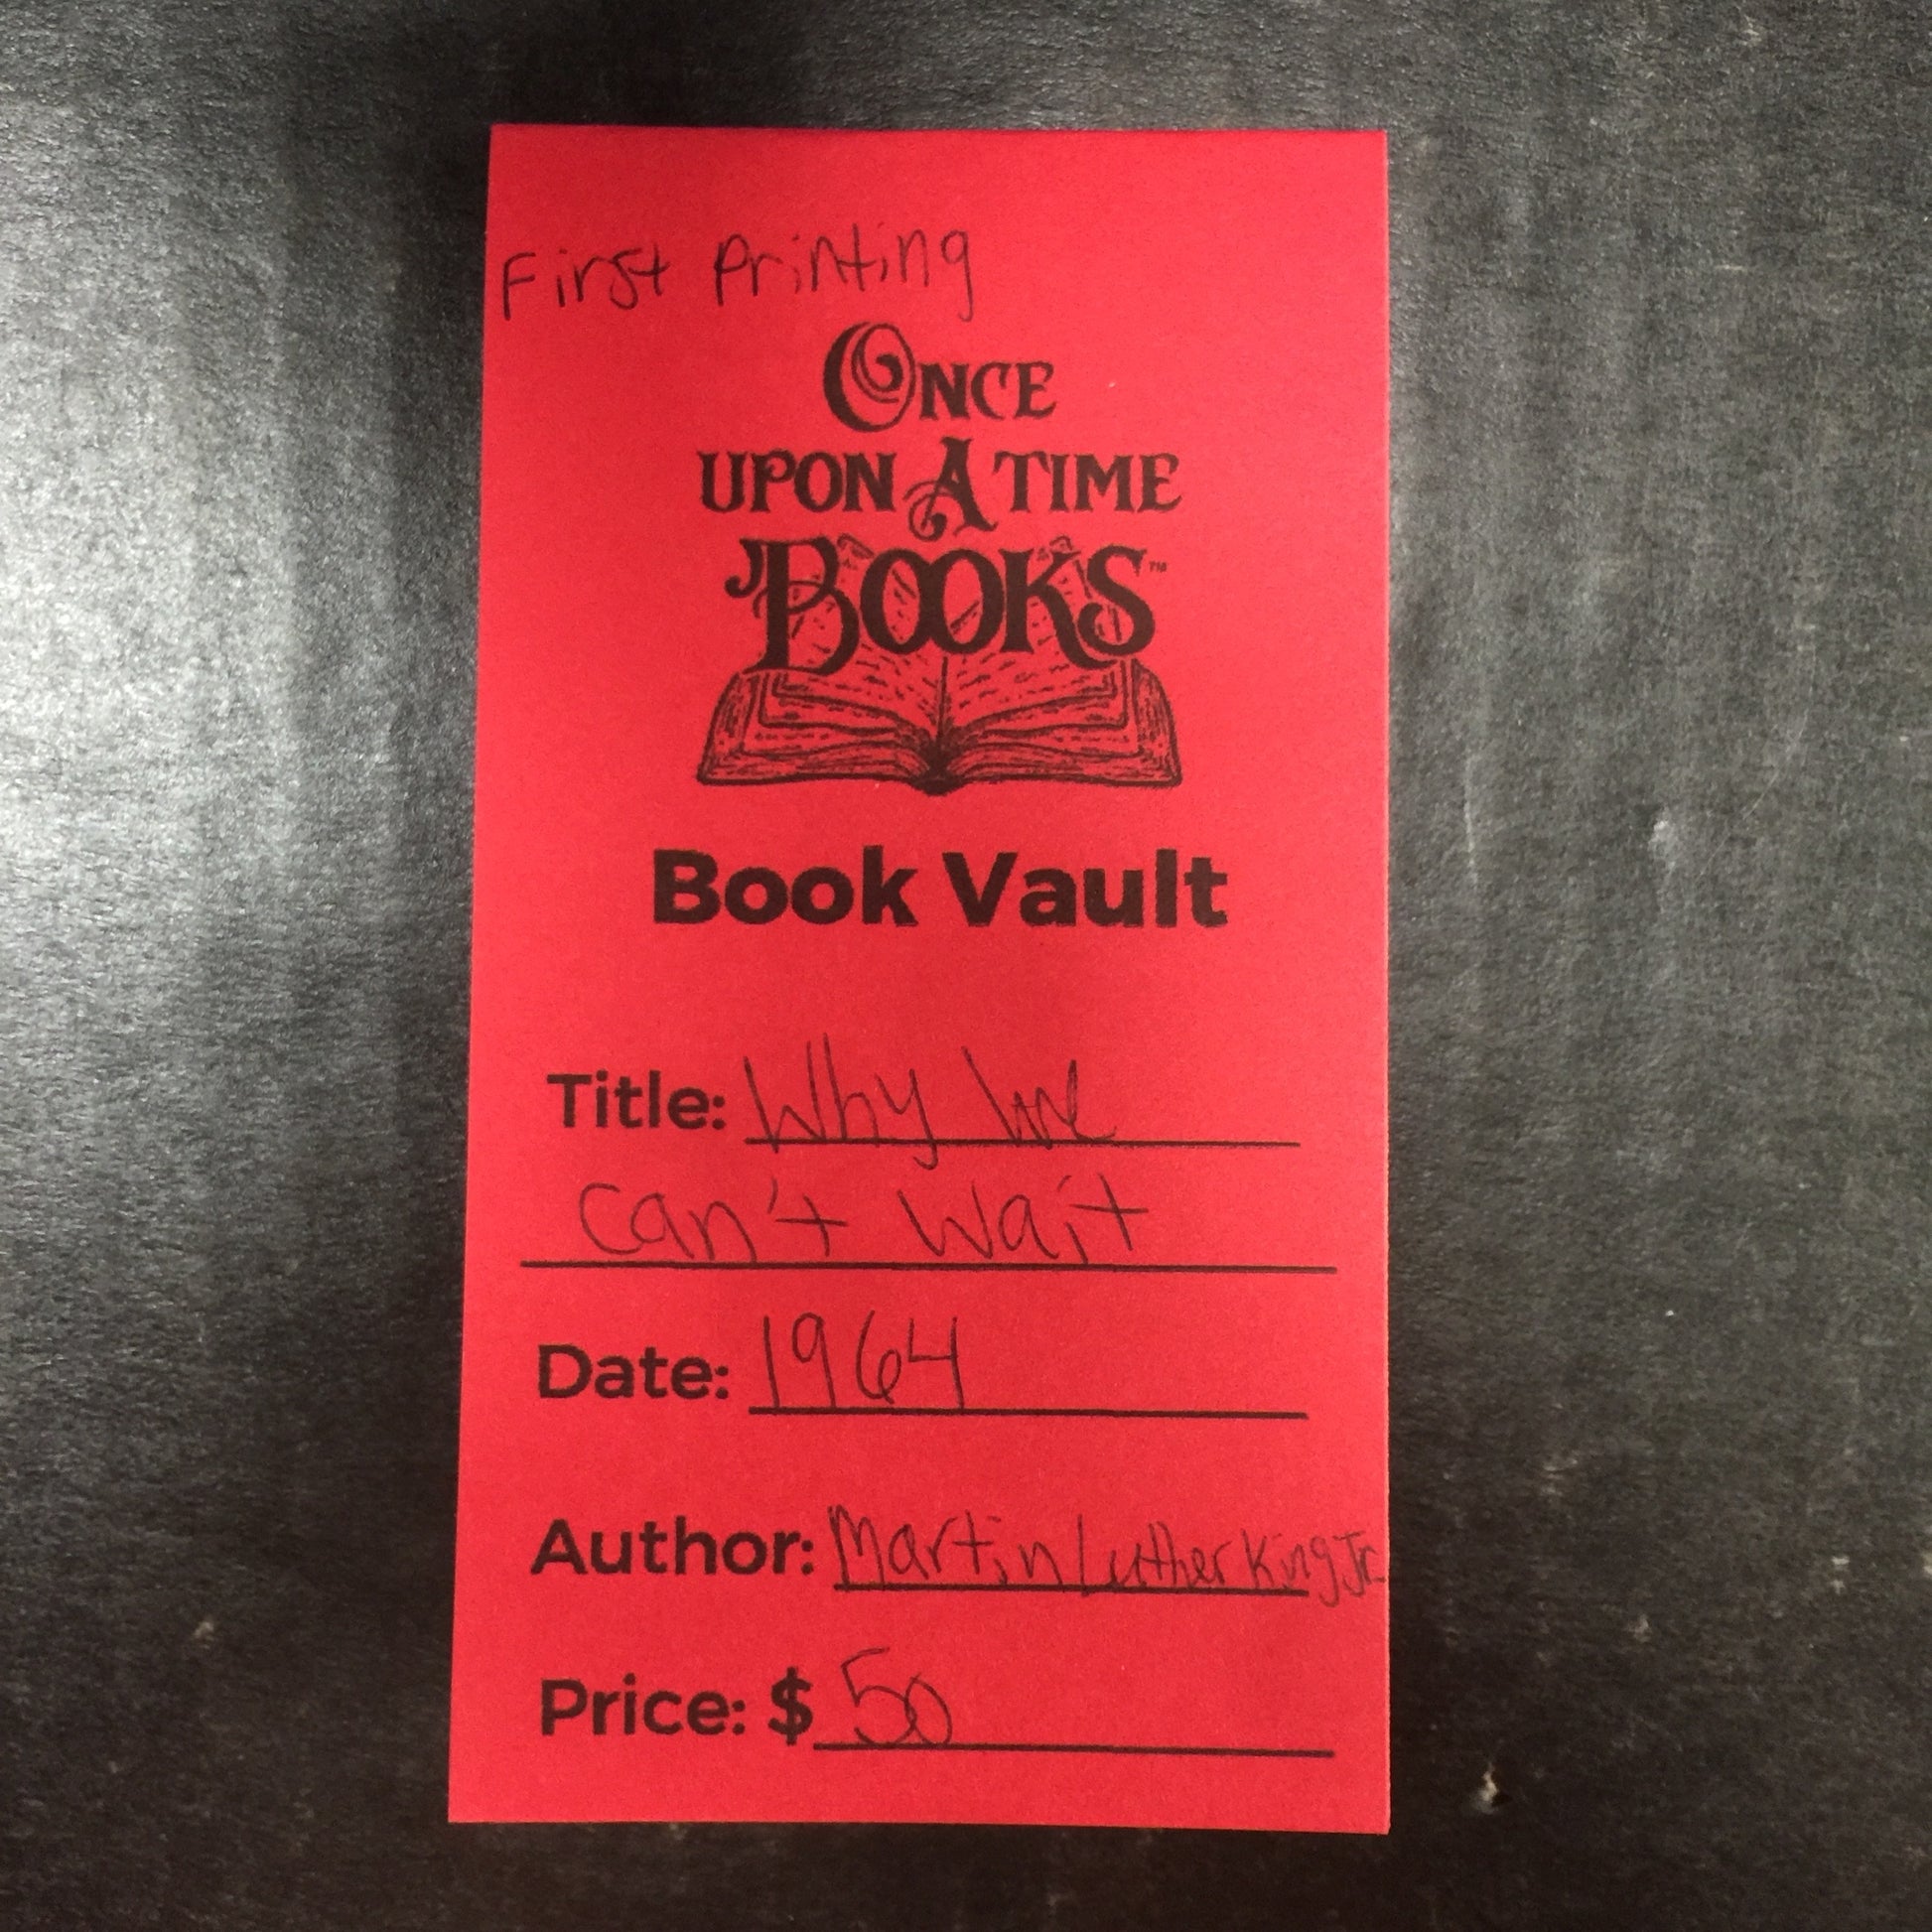 First Printing
ONCE
UPON A TIME
BOOKS™
Book Vault
Title: Why We
Can't Wait
Date: 1964
Author: Martin Luther King Jr.
Price: $ 50